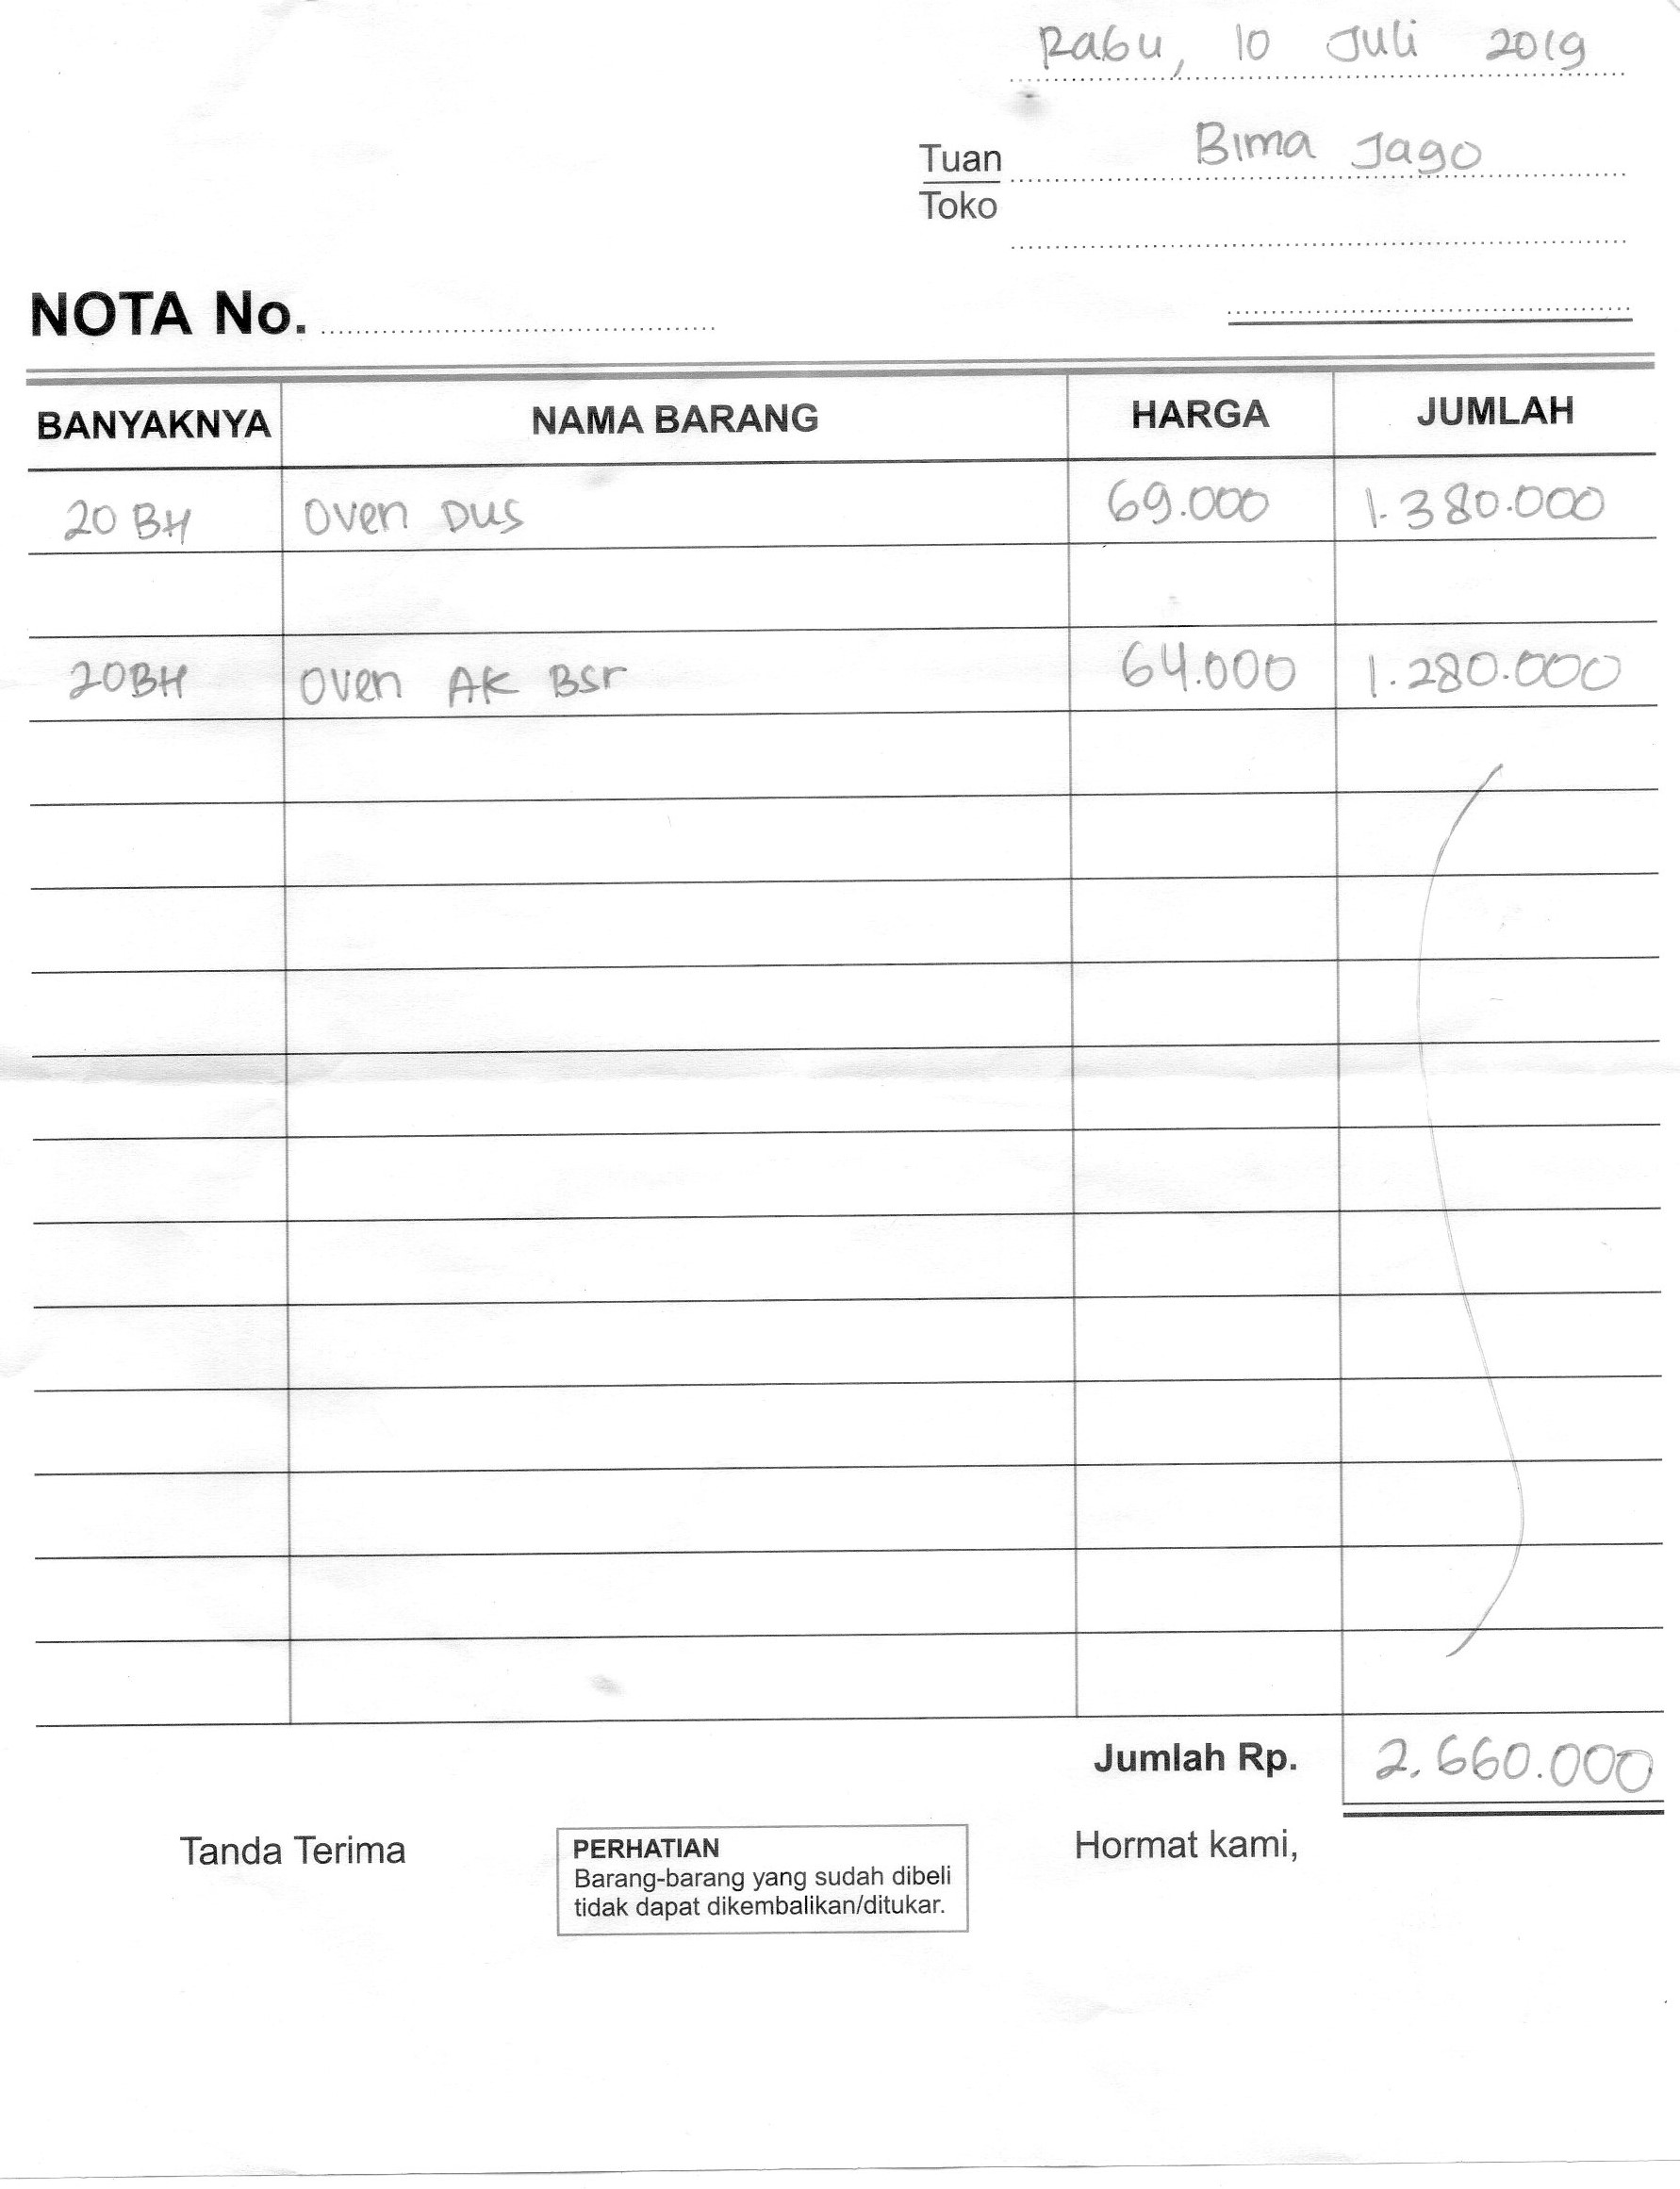 Rabu, 10 Juli 2019
Tuan Bima Jago
Toko
NOTA No.
BANYAKNYA NAMA BARANG HARGA JUMLAH
20 BH Oven Dus 69.000 1.380.000
20BH Oven AK Bsr 64.000 1.280.000
Jumlah Rp. 2.660.000
Tanda Terima
PERHATIAN
Barang-barang yang sudah dibeli
tidak dapat dikembalikan/ditukar.
Hormat kami,